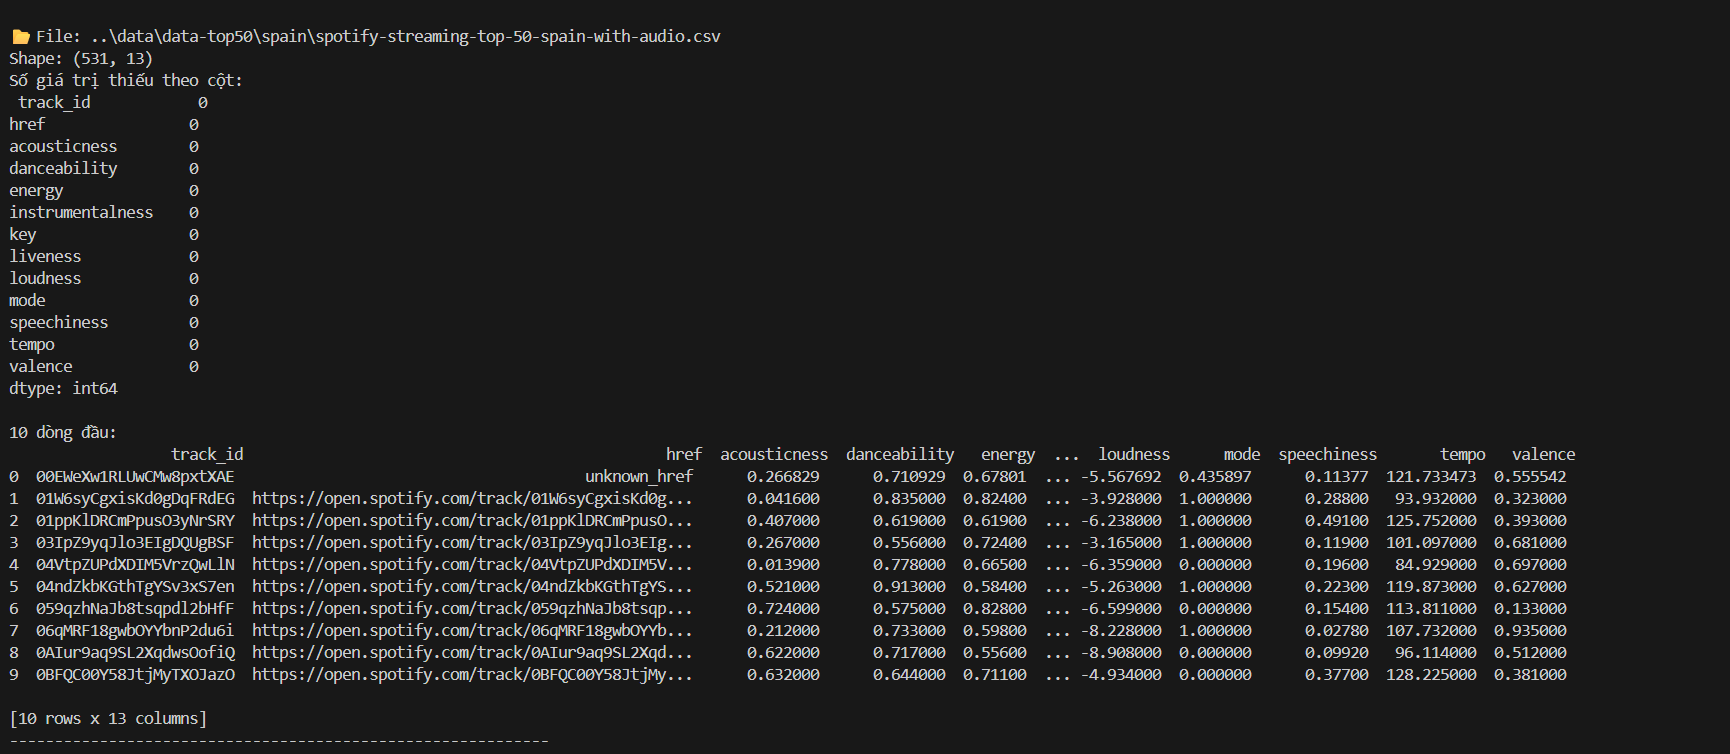 📂 File: ..\data\data-top50\spain\spotify-streaming-top-50-spain-with-audio.csv
Shape: (531, 13)
Số giá trị thiếu theo cột:
 track_id            0
href                0
acousticness        0
danceability        0
energy              0
instrumentalness    0
key                 0
liveness            0
loudness            0
mode                0
speechiness         0
tempo               0
valence             0
dtype: int64

10 dòng đầu:
                  track_id                                               href  acousticness  danceability   energy  ...  loudness      mode  speechiness       tempo   valence
0  00EWeXw1RLUwCMw8pxtXAE                                       unknown_href      0.266829      0.710929  0.67801  ... -5.567692  0.435897      0.11377  121.733473  0.555542
1  01W6syCgxisKd0gDqFRdEG  https://open.spotify.com/track/01W6syCgxisKd0g...      0.041600      0.835000  0.82400  ... -3.928000  1.000000      0.28800   93.932000  0.323000
2  01ppKlDRCmPpusO3yNrSRY  https://open.spotify.com/track/01ppKlDRCmPpusO...      0.407000      0.619000  0.61900  ... -6.238000  1.000000      0.49100  125.752000  0.393000
3  03IpZ9yqJlo3EIgDQUgBSF  https://open.spotify.com/track/03IpZ9yqJlo3EIg...      0.267000      0.556000  0.72400  ... -3.165000  1.000000      0.11900  101.097000  0.681000
4  04VtpZUPdXDIM5VrzQwLlN  https://open.spotify.com/track/04VtpZUPdXDIM5V...      0.013900      0.778000  0.66500  ... -6.359000  0.000000      0.19600   84.929000  0.697000
5  04ndZkbKGthTgYSv3xS7en  https://open.spotify.com/track/04ndZkbKGthTgYS...      0.521000      0.913000  0.58400  ... -5.263000  1.000000      0.22300  119.873000  0.627000
6  059qzhNaJb8tsqpdl2bHfF  https://open.spotify.com/track/059qzhNaJb8tsqp...      0.724000      0.575000  0.82800  ... -6.599000  0.000000      0.15400  113.811000  0.133000
7  06qMRF18gwbOYYbnP2du6i  https://open.spotify.com/track/06qMRF18gwbOYYb...      0.212000      0.733000  0.59800  ... -8.228000  1.000000      0.02780  107.732000  0.935000
8  0AIur9aq9SL2XqdwsOofiQ  https://open.spotify.com/track/0AIur9aq9SL2Xqd...      0.622000      0.717000  0.55600  ... -8.908000  0.000000      0.09920   96.114000  0.512000
9  0BFQC00Y58JtjMyTXOJazO  https://open.spotify.com/track/0BFQC00Y58JtjMy...      0.632000      0.644000  0.71100  ... -4.934000  0.000000      0.37700  128.225000  0.381000

[10 rows x 13 columns]
------------------------------------------------------------